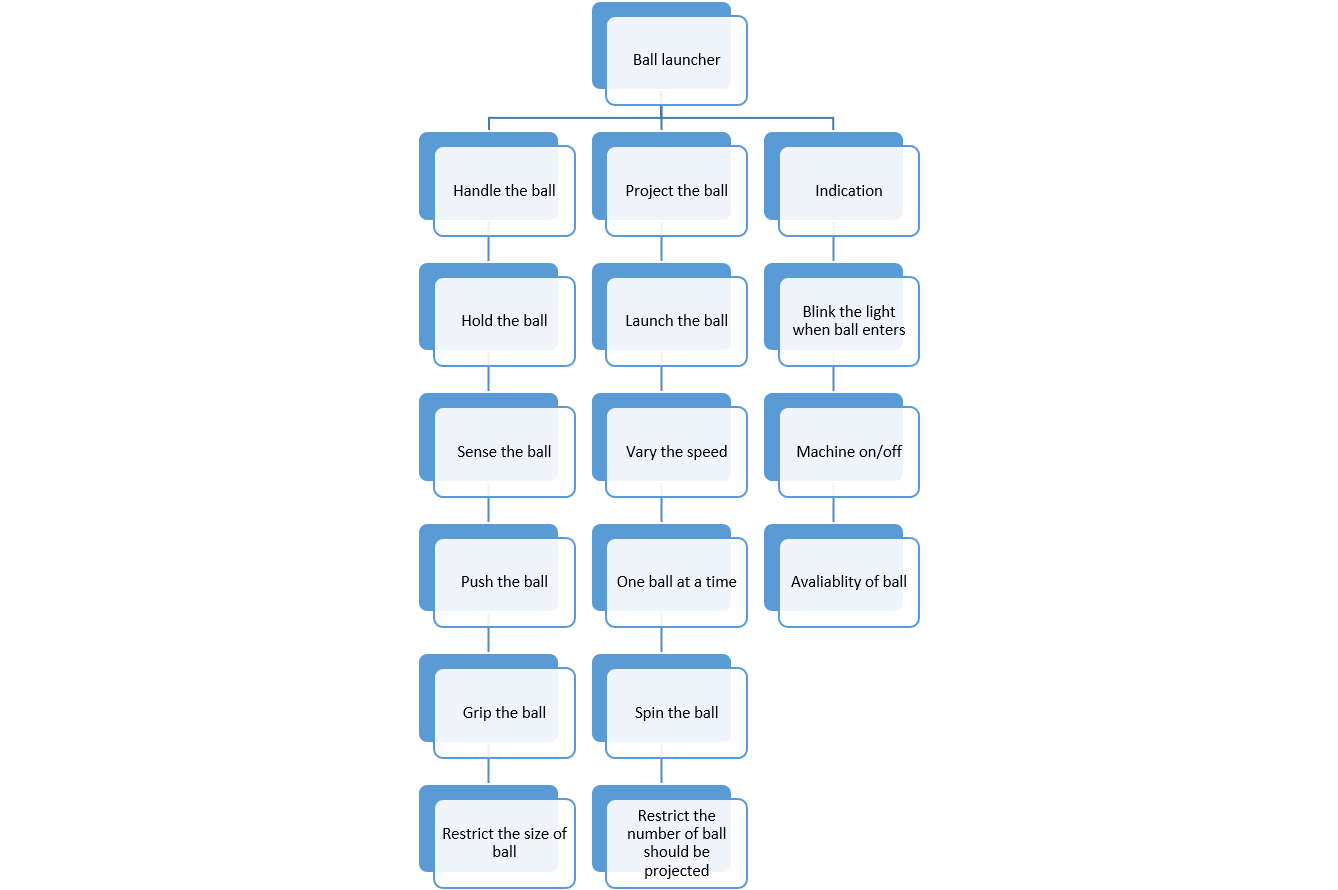 Ball launcher
Handle the ball
Project the ball
Indication
Hold the ball
Launch the ball
Blink the light
when ball enters
Sense the ball
Vary the speed
Machine on/off
Push the ball
One ball at a time
Avaliablity of ball
Grip the ball
Spin the ball
Restrict the size of
ball
Restrict the
number of ball
should be
projected